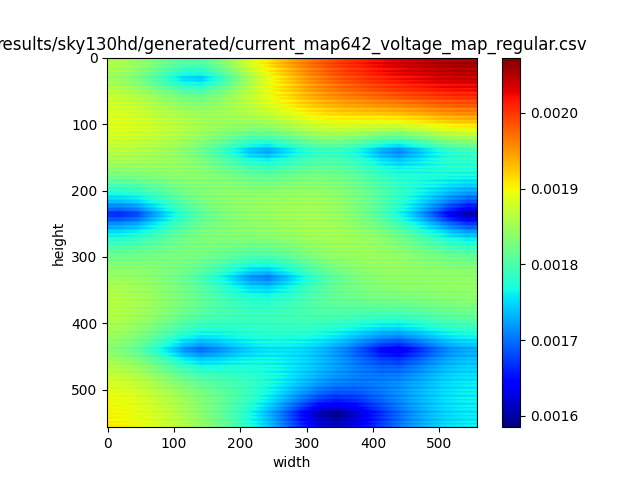 results/sky130hd/generated/current_map642_voltage_map_regular.csv
0
100
200
300
400
500
height
0 100 200 300 400 500
width
0.0020
0.0019
0.0018
0.0017
0.0016